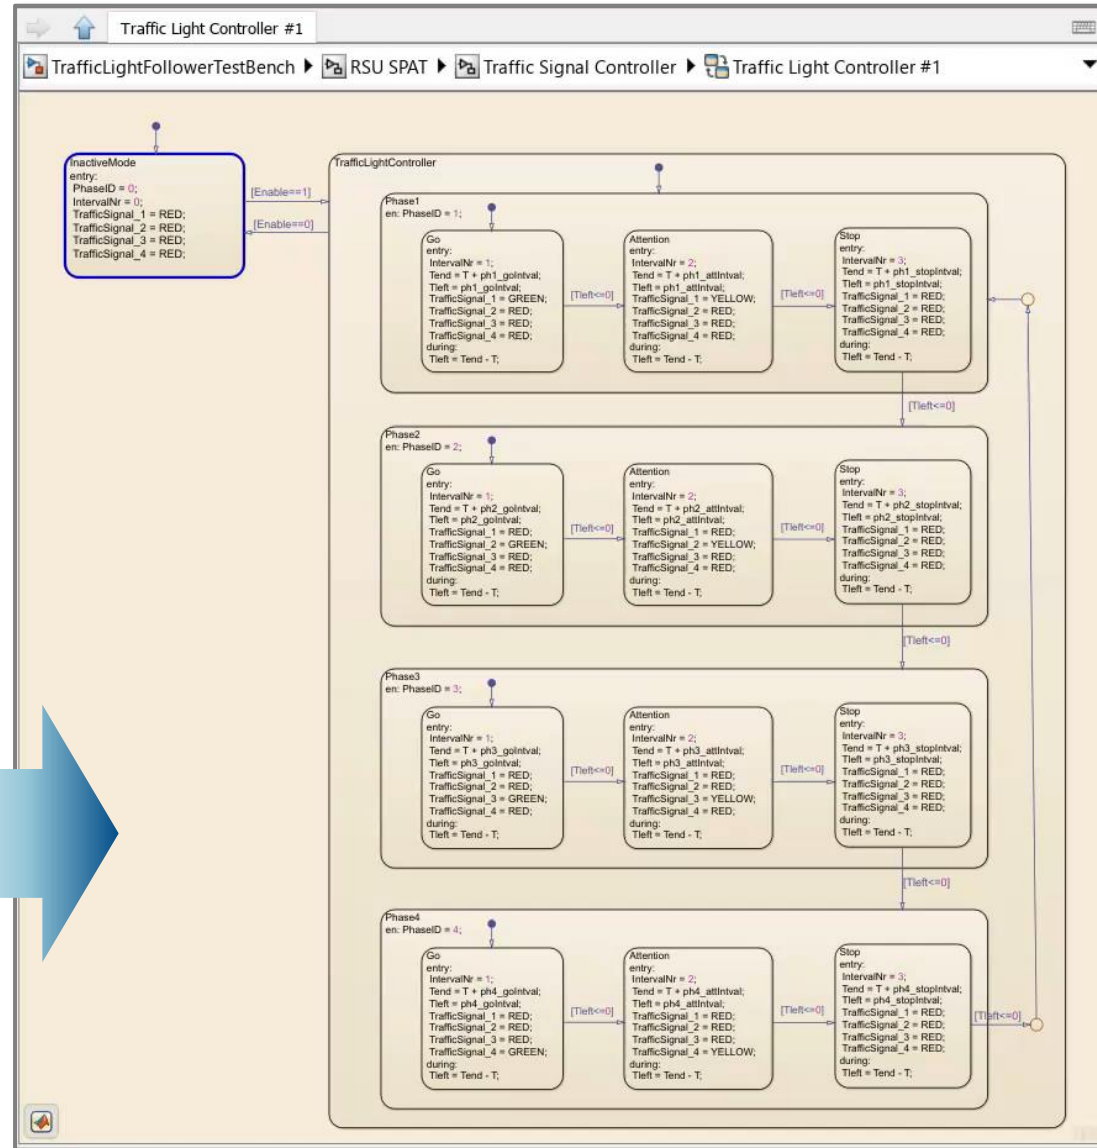 Traffic Light Controller #1
TrafficLightFollowerTestBench ▶ RSU SPAT ▶ Traffic Signal Controller ▶ Traffic Light Controller #1
InactiveMode
entry:
PhaseID = 0;
IntervalNr = 0;
TrafficSignal_1 = RED;
TrafficSignal_2 = RED;
TrafficSignal_3 = RED;
TrafficSignal_4 = RED;
[Enable==1]
[Enable==0]
TrafficLightController
Phase1
en: PhaseID = 1;
Go
entry:
IntervalNr = 1;
Tend = T + ph1_goIntval;
Tleft = ph1_goIntval;
TrafficSignal_1 = GREEN;
TrafficSignal_2 = RED;
TrafficSignal_3 = RED;
TrafficSignal_4 = RED;
during:
Tleft = Tend - T;
[Tleft<=0]
Attention
entry:
IntervalNr = 2;
Tend = T + ph1_attIntval;
Tleft = ph1_attIntval;
TrafficSignal_1 = YELLOW;
TrafficSignal_2 = RED;
TrafficSignal_3 = RED;
TrafficSignal_4 = RED;
during:
Tleft = Tend - T;
[Tleft<=0]
Stop
entry:
IntervalNr = 3;
Tend = T + ph1_stopIntval;
Tleft = ph1_stopIntval;
TrafficSignal_1 = RED;
TrafficSignal_2 = RED;
TrafficSignal_3 = RED;
TrafficSignal_4 = RED;
during:
Tleft = Tend - T;
[Tleft<=0]
Phase2
en: PhaseID = 2;
Go
entry:
IntervalNr = 1;
Tend = T + ph2_goIntval;
Tleft = ph2_goIntval;
TrafficSignal_1 = RED;
TrafficSignal_2 = GREEN;
TrafficSignal_3 = RED;
TrafficSignal_4 = RED;
during:
Tleft = Tend - T;
[Tleft<=0]
Attention
entry:
IntervalNr = 2;
Tend = T + ph2_attIntval;
Tleft = ph2_attIntval;
TrafficSignal_1 = RED;
TrafficSignal_2 = YELLOW;
TrafficSignal_3 = RED;
TrafficSignal_4 = RED;
during:
Tleft = Tend - T;
[Tleft<=0]
Stop
entry:
IntervalNr = 3;
Tend = T + ph2_stopIntval;
Tleft = ph2_stopIntval;
TrafficSignal_1 = RED;
TrafficSignal_2 = RED;
TrafficSignal_3 = RED;
TrafficSignal_4 = RED;
during:
Tleft = Tend - T;
[Tleft<=0]
Phase3
en: PhaseID = 3;
Go
entry:
IntervalNr = 1;
Tend = T + ph3_goIntval;
Tleft = ph3_goIntval;
TrafficSignal_1 = RED;
TrafficSignal_2 = RED;
TrafficSignal_3 = GREEN;
TrafficSignal_4 = RED;
during:
Tleft = Tend - T;
[Tleft<=0]
Attention
entry:
IntervalNr = 2;
Tend = T + ph3_attIntval;
Tleft = ph3_attIntval;
TrafficSignal_1 = RED;
TrafficSignal_2 = RED;
TrafficSignal_3 = YELLOW;
TrafficSignal_4 = RED;
during:
Tleft = Tend - T;
[Tleft<=0]
Stop
entry:
IntervalNr = 3;
Tend = T + ph3_stopIntval;
Tleft = ph3_stopIntval;
TrafficSignal_1 = RED;
TrafficSignal_2 = RED;
TrafficSignal_3 = RED;
TrafficSignal_4 = RED;
during:
Tleft = Tend - T;
[Tleft<=0]
Phase4
en: PhaseID = 4;
Go
entry:
IntervalNr = 1;
Tend = T + ph4_goIntval;
Tleft = ph4_goIntval;
TrafficSignal_1 = RED;
TrafficSignal_2 = RED;
TrafficSignal_3 = RED;
TrafficSignal_4 = GREEN;
during:
Tleft = Tend - T;
[Tleft<=0]
Attention
entry:
IntervalNr = 2;
Tend = T + ph4_attIntval;
Tleft = ph4_attIntval;
TrafficSignal_1 = RED;
TrafficSignal_2 = RED;
TrafficSignal_3 = RED;
TrafficSignal_4 = YELLOW;
during:
Tleft = Tend - T;
[Tleft<=0]
Stop
entry:
IntervalNr = 3;
Tend = T + ph4_stopIntval;
Tleft = ph4_stopIntval;
TrafficSignal_1 = RED;
TrafficSignal_2 = RED;
TrafficSignal_3 = RED;
TrafficSignal_4 = RED;
during:
Tleft = Tend - T;
[Tleft<=0]